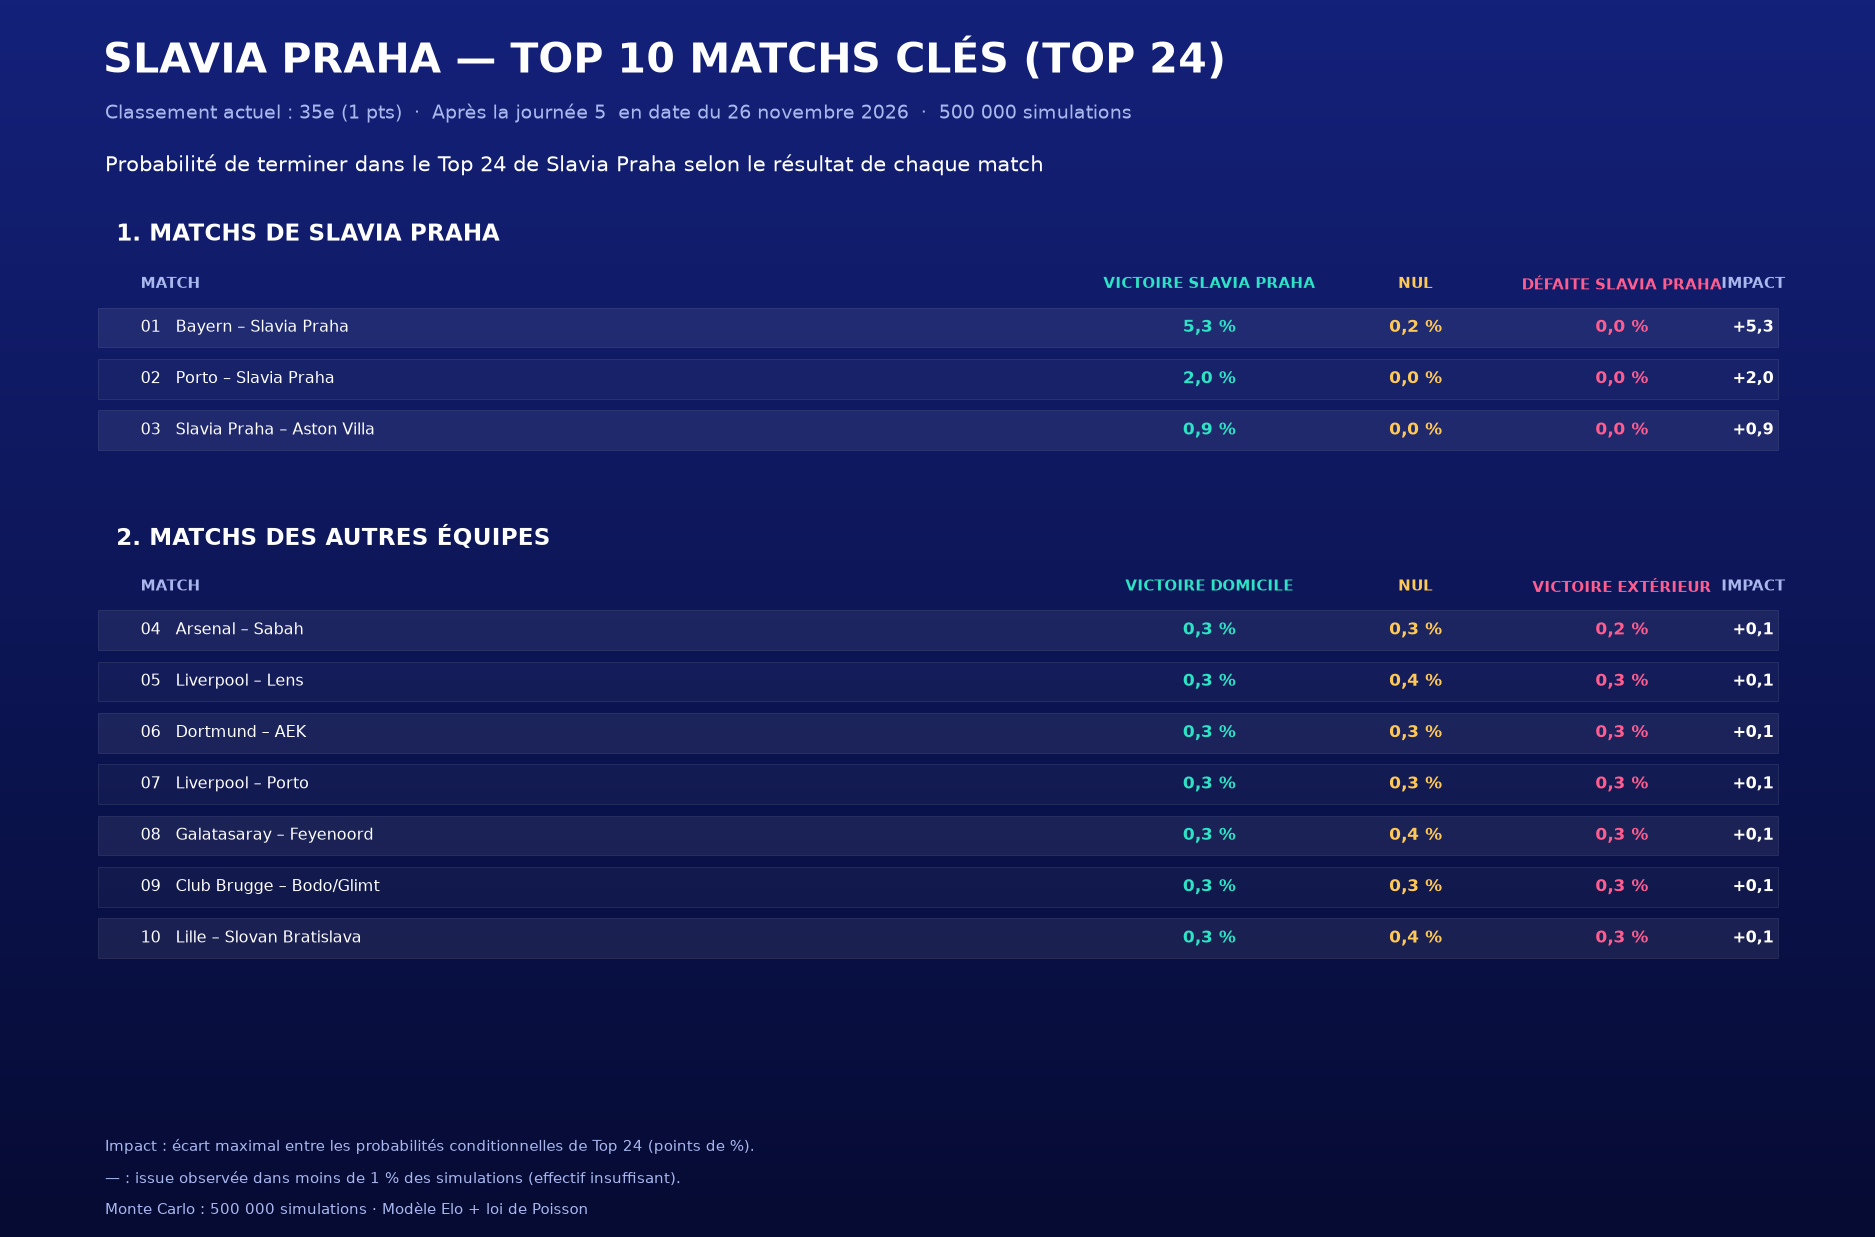 SLAVIA PRAHA — TOP 10 MATCHS CLÉS (TOP 24)
Classement actuel : 35e (1 pts)  ·  Après la journée 5  en date du 26 novembre 2026  ·  500 000 simulations
Probabilité de terminer dans le Top 24 de Slavia Praha selon le résultat de chaque match
1. MATCHS DE SLAVIA PRAHA
MATCH VICTOIRE SLAVIA PRAHA NUL DÉFAITE SLAVIA PRAHA IMPACT
01 Bayern – Slavia Praha 5,3 % 0,2 % 0,0 % +5,3
02 Porto – Slavia Praha 2,0 % 0,0 % 0,0 % +2,0
03 Slavia Praha – Aston Villa 0,9 % 0,0 % 0,0 % +0,9
2. MATCHS DES AUTRES ÉQUIPES
MATCH VICTOIRE DOMICILE NUL VICTOIRE EXTÉRIEUR IMPACT
04 Arsenal – Sabah 0,3 % 0,3 % 0,2 % +0,1
05 Liverpool – Lens 0,3 % 0,4 % 0,3 % +0,1
06 Dortmund – AEK 0,3 % 0,3 % 0,3 % +0,1
07 Liverpool – Porto 0,3 % 0,3 % 0,3 % +0,1
08 Galatasaray – Feyenoord 0,3 % 0,4 % 0,3 % +0,1
09 Club Brugge – Bodo/Glimt 0,3 % 0,3 % 0,3 % +0,1
10 Lille – Slovan Bratislava 0,3 % 0,4 % 0,3 % +0,1
Impact : écart maximal entre les probabilités conditionnelles de Top 24 (points de %).
— : issue observée dans moins de 1 % des simulations (effectif insuffisant).
Monte Carlo : 500 000 simulations · Modèle Elo + loi de Poisson